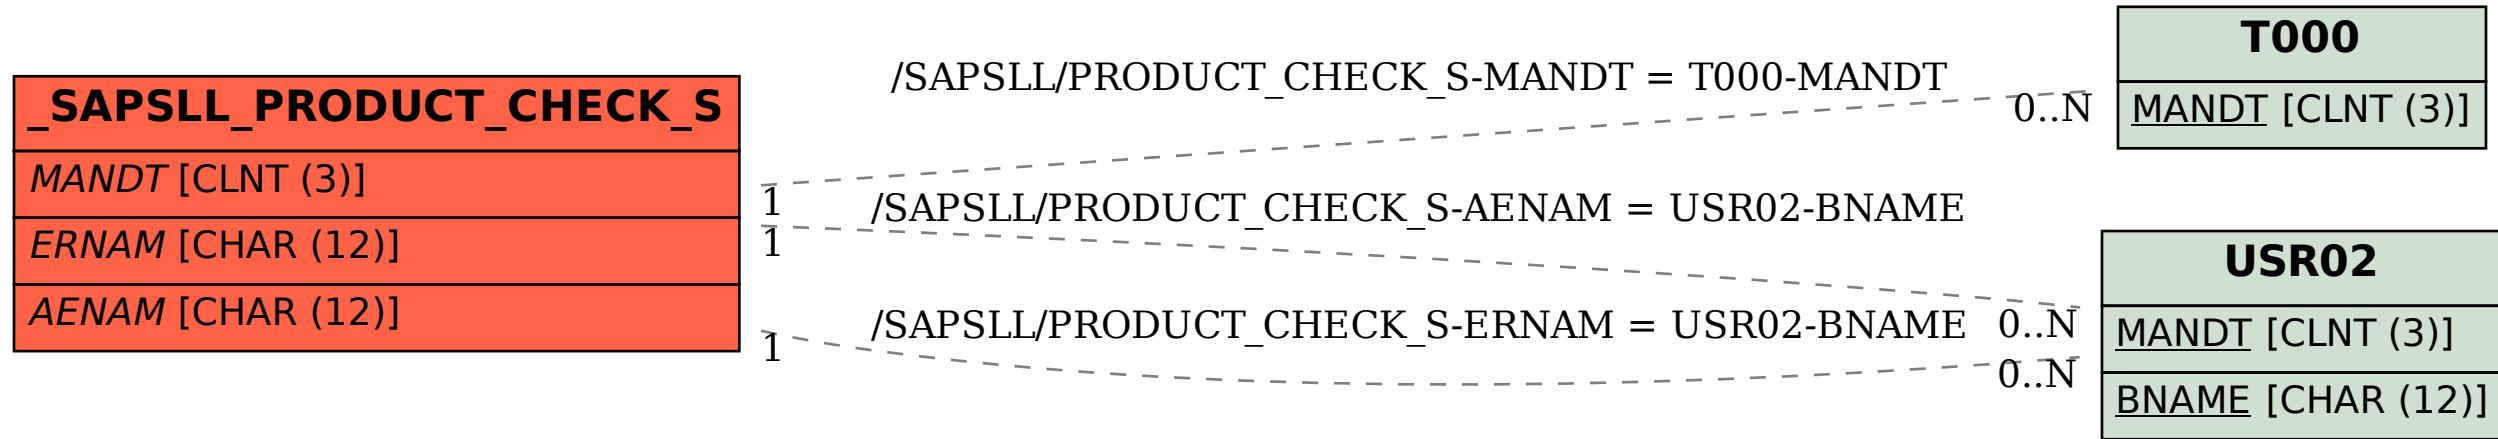 _SAPSLL_PRODUCT_CHECK_S
MANDT [CLNT (3)]
ERNAM [CHAR (12)]
AENAM [CHAR (12)]
/SAPSLL/PRODUCT_CHECK_S-MANDT = T000-MANDT
0..N
1
/SAPSLL/PRODUCT_CHECK_S-AENAM = USR02-BNAME
1
0..N
/SAPSLL/PRODUCT_CHECK_S-ERNAM = USR02-BNAME
1
0..N
T000
MANDT [CLNT (3)]
USR02
MANDT [CLNT (3)]
BNAME [CHAR (12)]